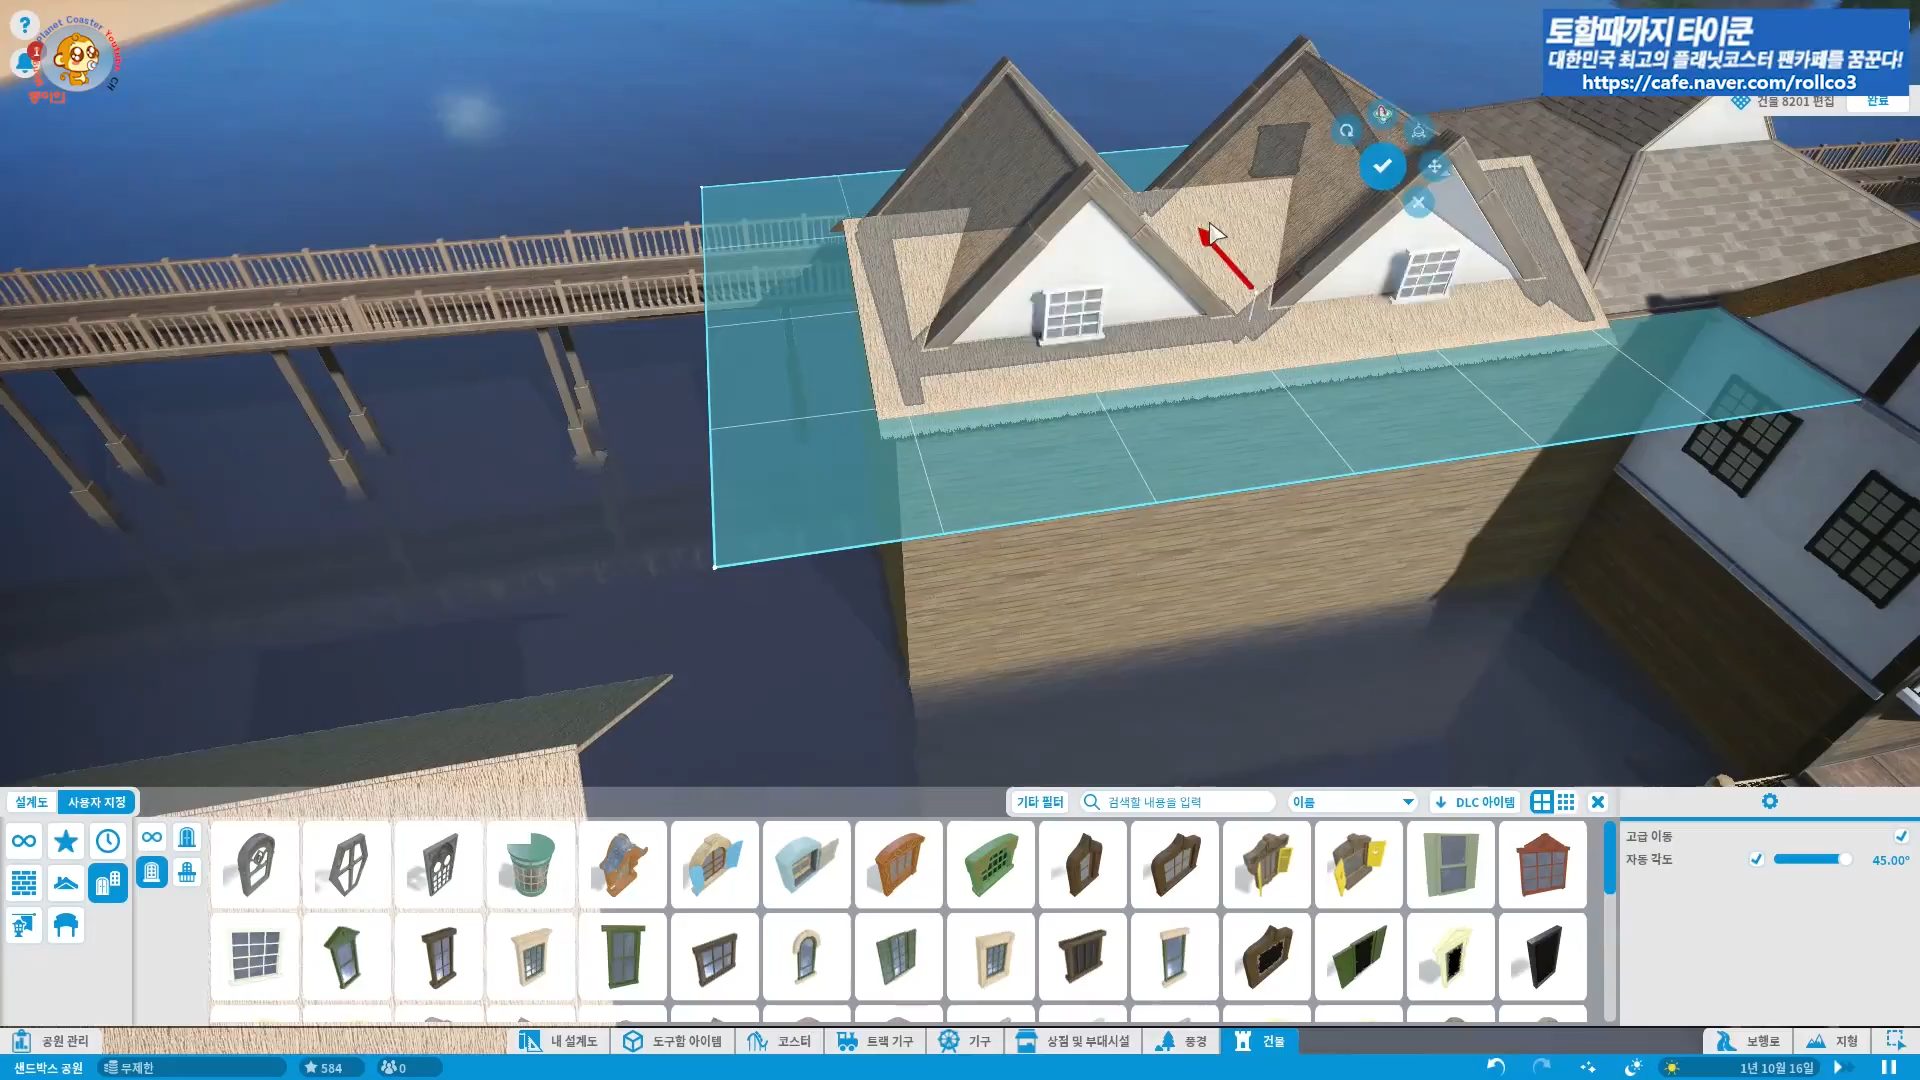 Planet Coaster Youtube CH
토할때까지 타이쿤
대한민국 최고의 플래닛코스터 팬카페를 꿈꾼다!
https://cafe.naver.com/rollco3
?
1
건물 8201 편집
완료
설계도
사용자 지정
기타 필터
검색할 내용을 입력
이름
DLC 아이템
고급 이동
자동 각도
45.00°
공원 관리
내 설계도
도구함 아이템
코스터
트랙 기구
기구
상점 및 부대시설
풍경
건물
보행로
지형
샌드박스 공원
무제한
584
0
1년 10월 16일